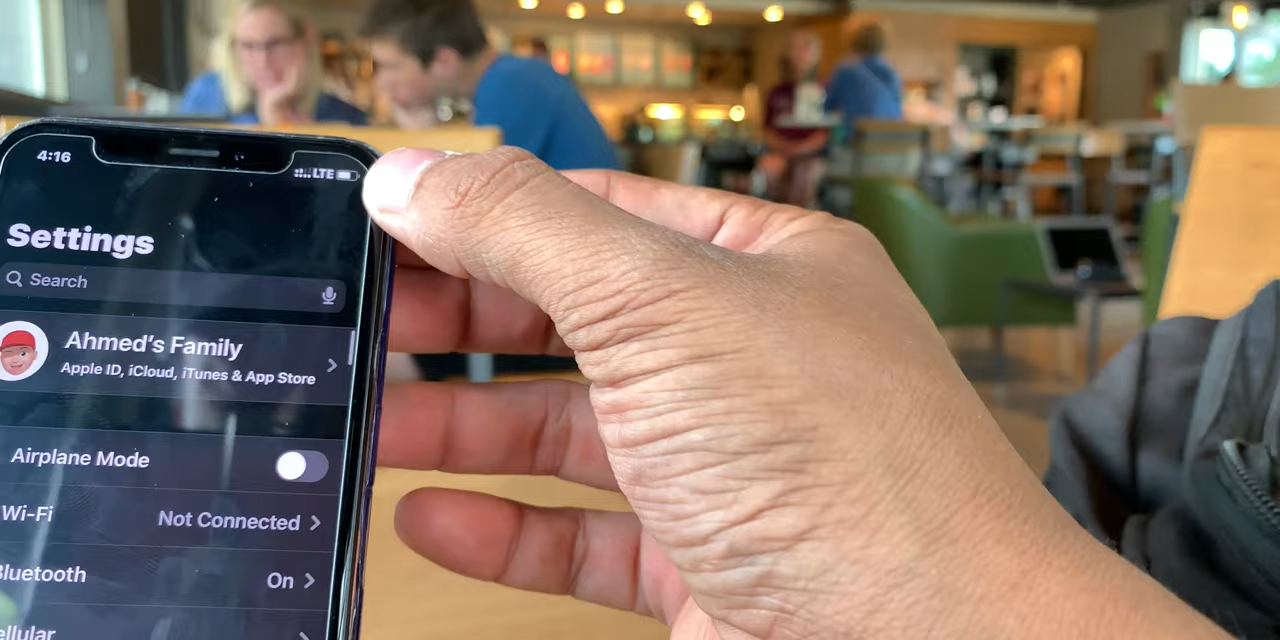 4:16
LTE
Settings
Search
Ahmed's Family
Apple ID, iCloud, iTunes & App Store
Airplane Mode
Wi-Fi
Not Connected
Bluetooth
On
ellular